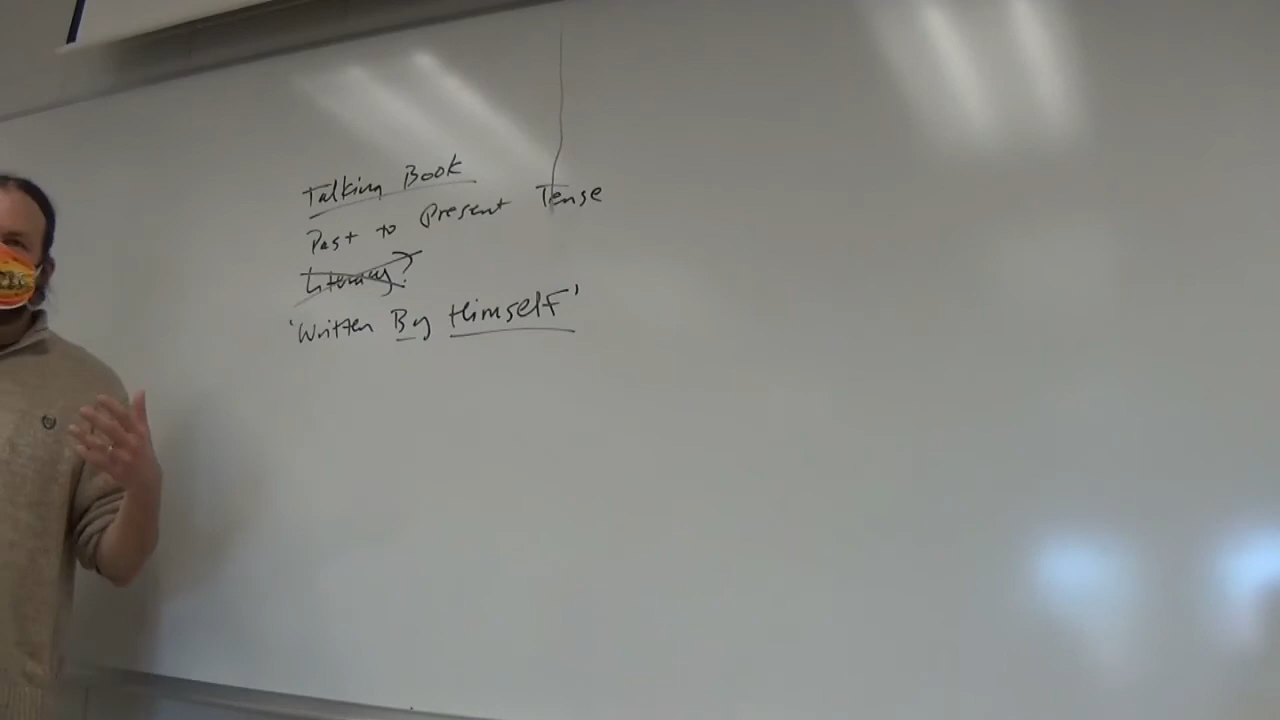 Talking Book
Past to Present Tense
Literacy?
'Written By Himself'